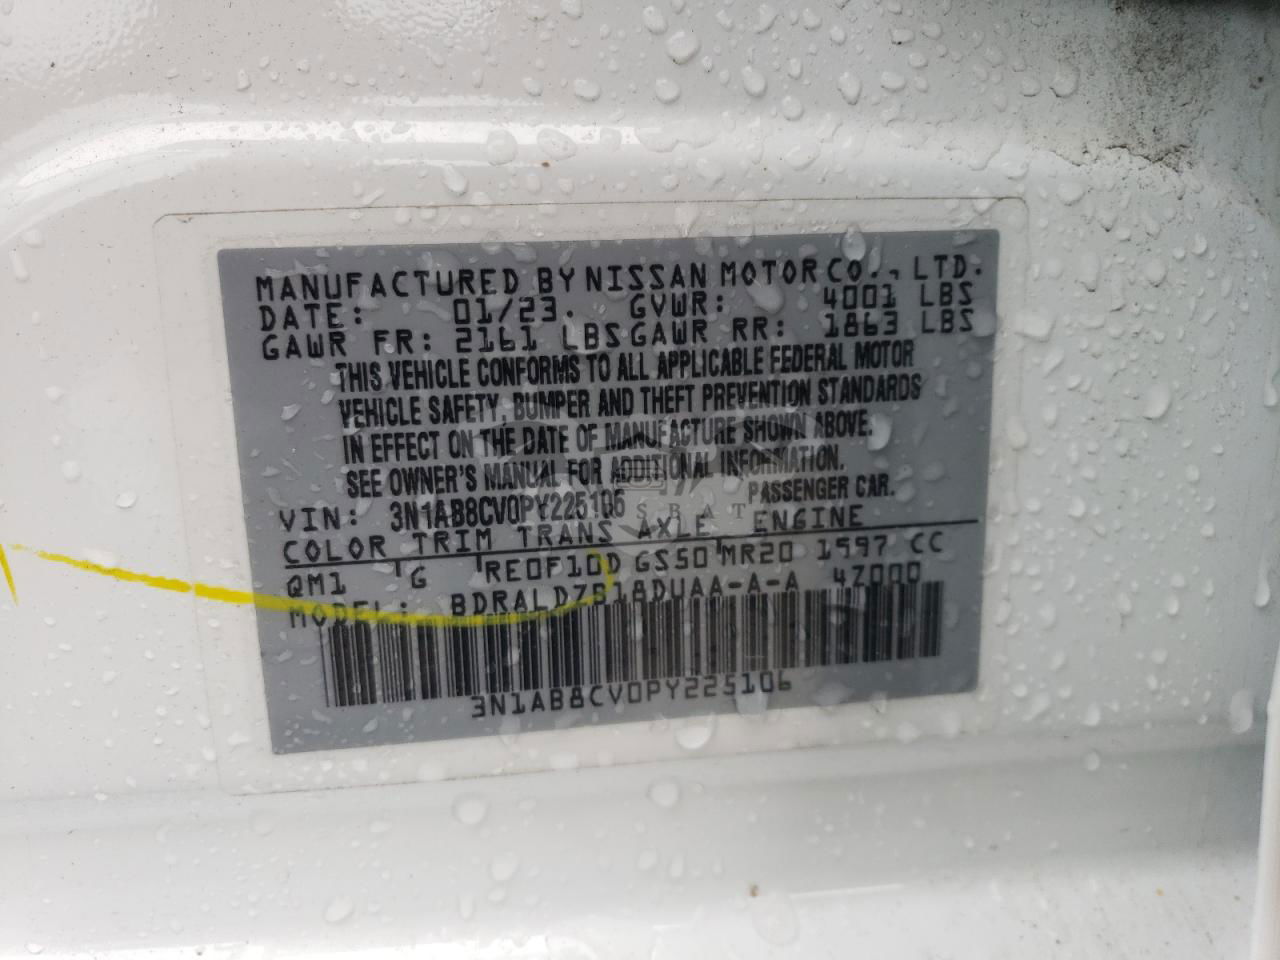 MANUFACTURED BY NISSAN MOTOR CO., LTD.
DATE: 01/23. GVWR: 4001 LBS
GAWR FR: 2161 LBS GAWR RR: 1863 LBS
THIS VEHICLE CONFORMS TO ALL APPLICABLE FEDERAL MOTOR
VEHICLE SAFETY, BUMPER AND THEFT PREVENTION STANDARDS
IN EFFECT ON THE DATE OF MANUFACTURE SHOWN ABOVE.
SEE OWNER'S MANUAL FOR ADDITIONAL INFORMATION.
VIN: 3N1AB8CV0PY225106 PASSENGER CAR.
COLOR TRIM TRANS AXLE ENGINE
QM1 G RE0F10D GS50 MR20 1997 CC
MODEL: BDRALDZB18DUAA-A-A 4Z000
3N1AB8CV0PY225106